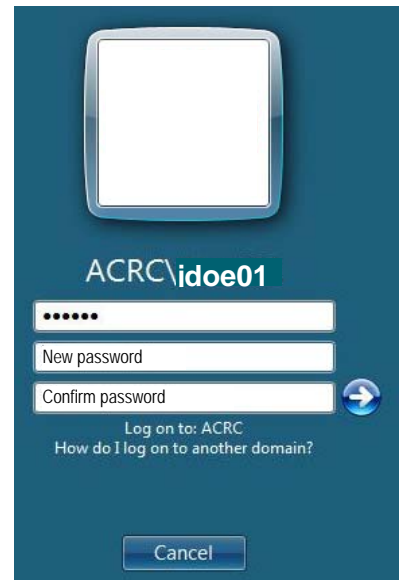 ACRC\idoe01
••••••
New password
Confirm password
Log on to: ACRC
How do I log on to another domain?
Cancel